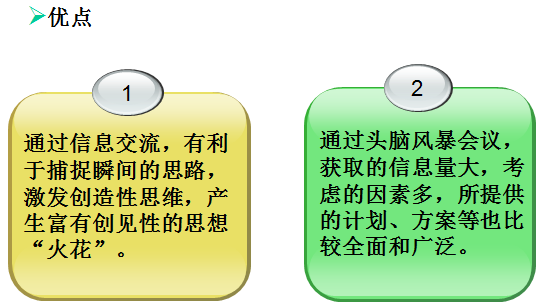 优点
1
通过信息交流，有利
于捕捉瞬间的思路，
激发创造性思维，产
生富有创见性的思想
“火花”。
2
通过头脑风暴会议，
获取的信息量大，考
虑的因素多，所提供
的计划、方案等也比
较全面和广泛。